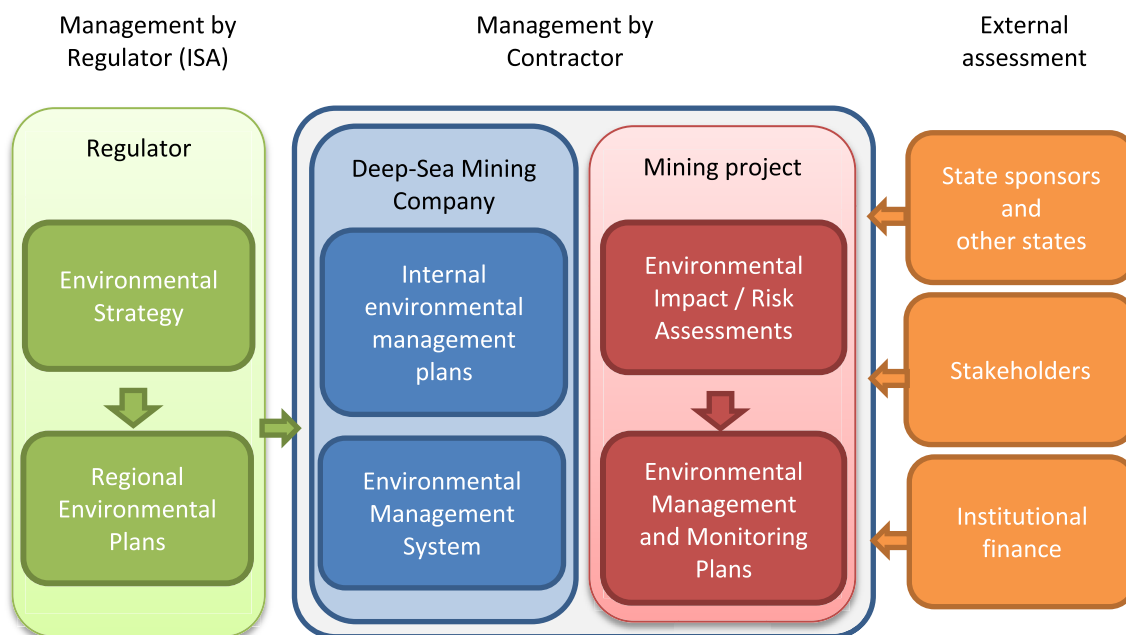 Management by
Regulator (ISA)
Management by
Contractor
External
assessment
Regulator
Environmental
Strategy
Regional
Environmental
Plans
Deep-Sea Mining
Company
Internal
environmental
management
plans
Environmental
Management
System
Mining project
Environmental
Impact / Risk
Assessments
Environmental
Management
and Monitoring
Plans
State sponsors
and
other states
Stakeholders
Institutional
finance